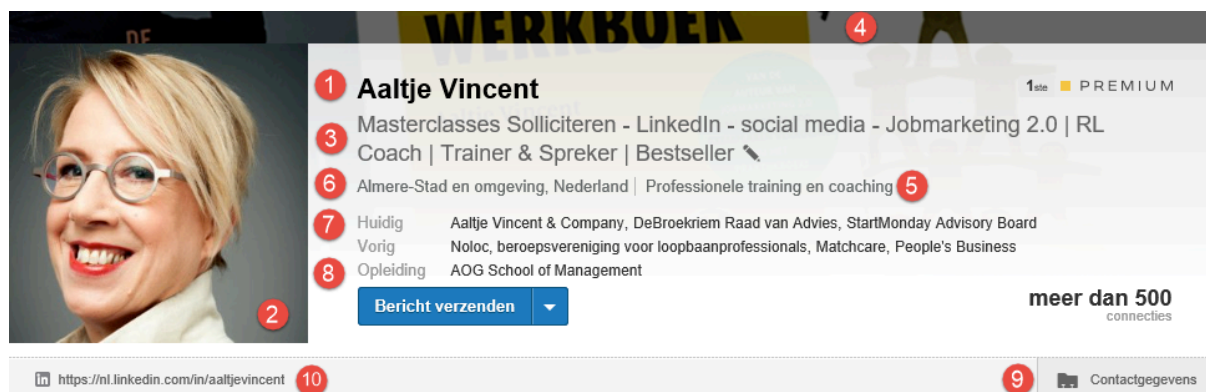 DE
WERKBOEK
4
1 Aaltje Vincent
1ste PREMIUM
3 Masterclasses Solliciteren - LinkedIn - social media - Jobmarketing 2.0 | RL
Coach | Trainer & Spreker | Bestseller
6 Almere-Stad en omgeving, Nederland | Professionele training en coaching 5
7 Huidig Aaltje Vincent & Company, DeBroekriem Raad van Advies, StartMonday Advisory Board
Vorig Noloc, beroepsvereniging voor loopbaanprofessionals, Matchcare, People's Business
8 Opleiding AOG School of Management
2
Bericht verzenden
meer dan 500
connecties
in https://nl.linkedin.com/in/aaltjevincent 10
9 Contactgegevens